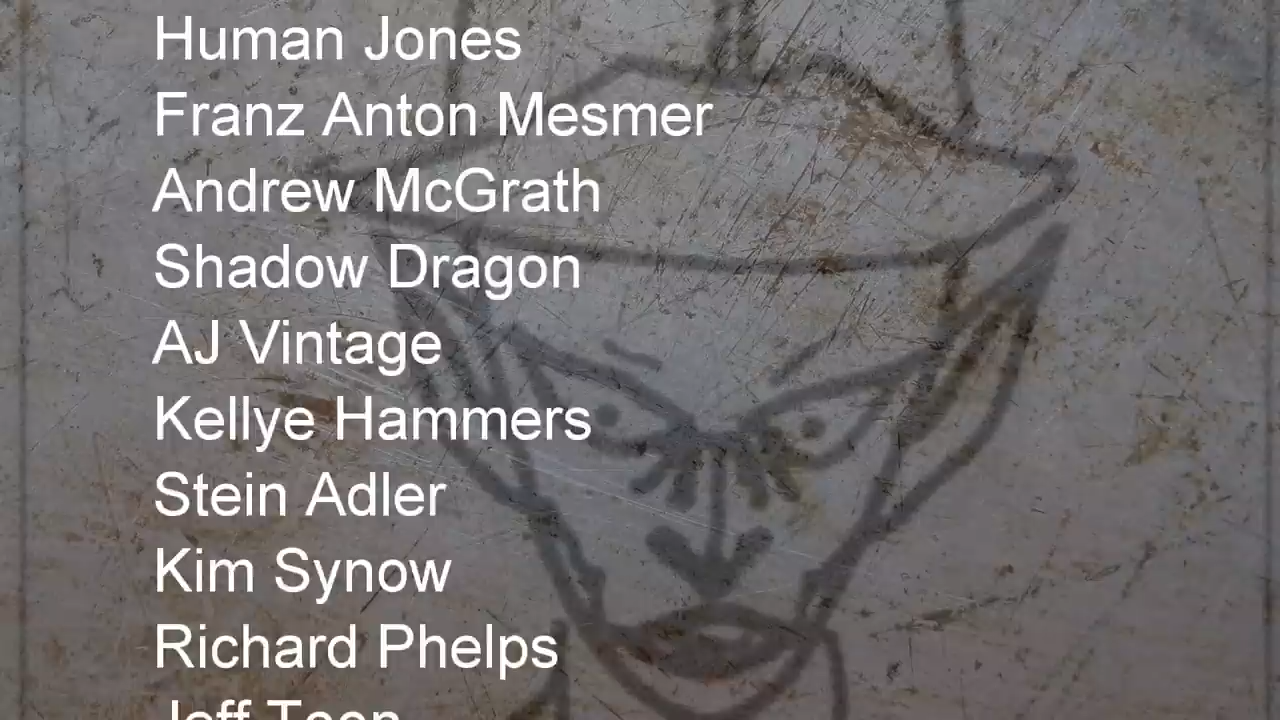 Human Jones
Franz Anton Mesmer
Andrew McGrath
Shadow Dragon
AJ Vintage
Kellye Hammers
Stein Adler
Kim Synow
Richard Phelps
Jeff